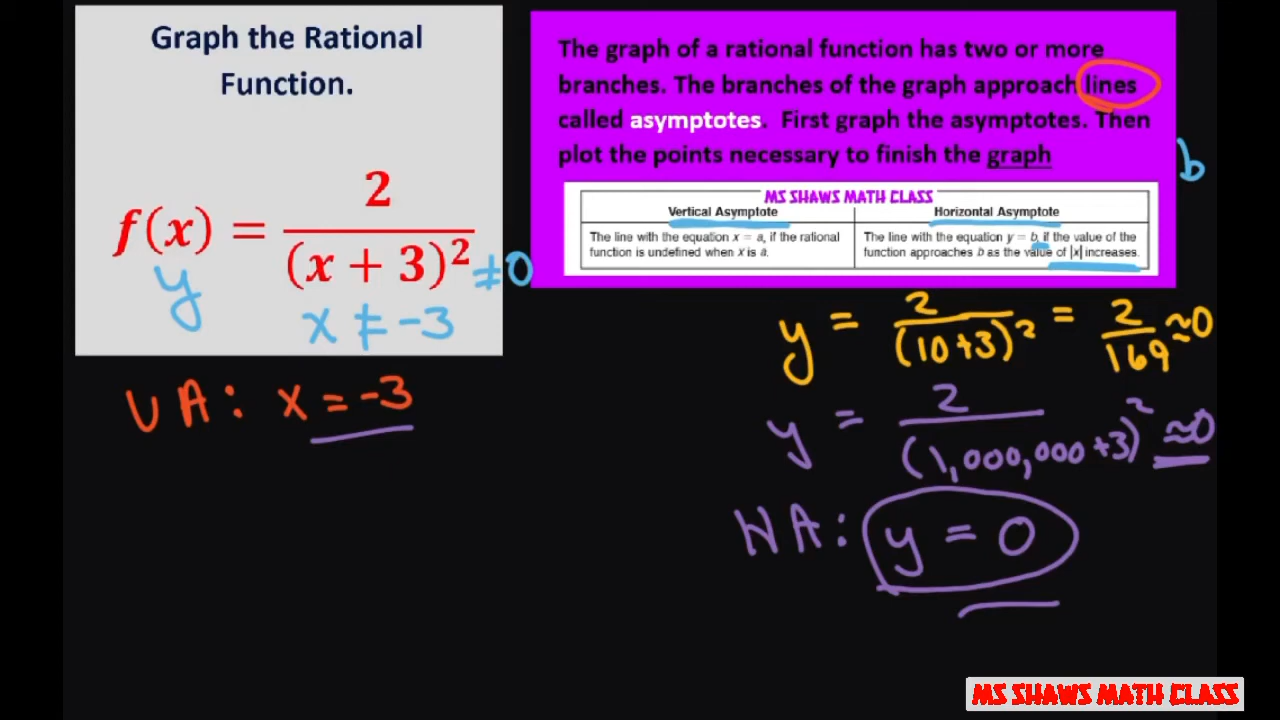 Graph the Rational
Function.
f(x) = 2/(x + 3)² ≠ 0
y
x ≠ -3
VA: x = -3
The graph of a rational function has two or more
branches. The branches of the graph approach lines
called asymptotes. First graph the asymptotes. Then
plot the points necessary to finish the graph
b
MS SHAWS MATH CLASS
Vertical Asymptote
The line with the equation x = a, if the rational
function is undefined when x is a.
Horizontal Asymptote
The line with the equation y = b, if the value of the
function approaches b as the value of |x| increases.
y = 2/(10+3)² = 2/169 ≈0
y = 2/(1,000,000+3)² ≈0
HA: y = 0
MS SHAWS MATH CLASS